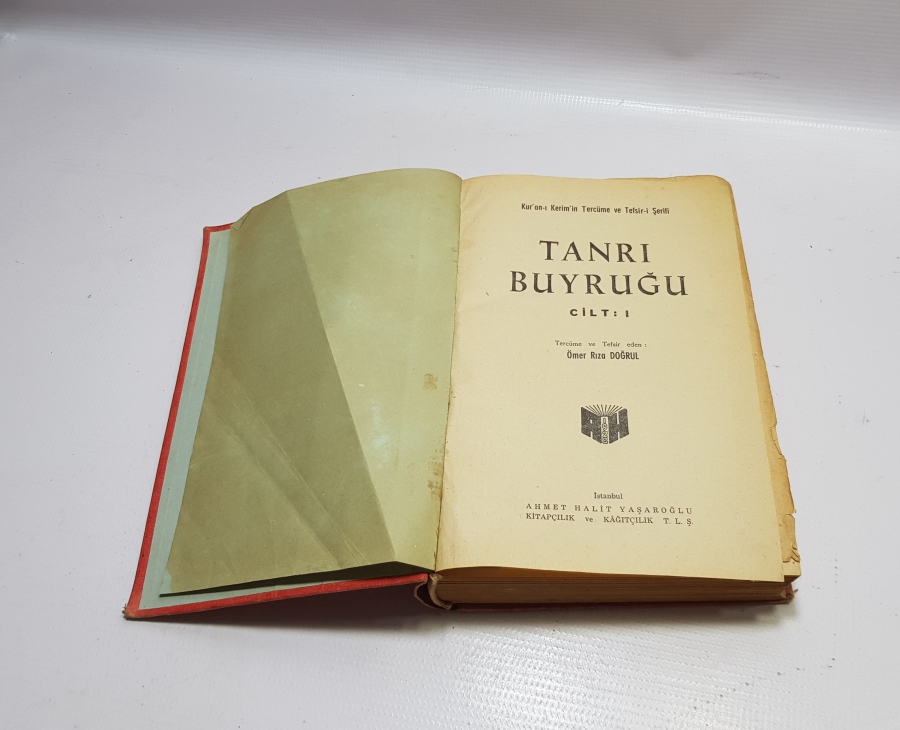 Kur'an-ı Kerim'in Tercüme ve Tefsir-i Şerifi
TANRI
BUYRUĞU
CİLT: I
Tercüme ve Tefsir eden :
Ömer Rıza DOĞRUL
AH
İstanbul
AHMET HALİT YAŞAROĞLU
KİTAPÇILIK ve KÂĞITÇILIK T. L. Ş.